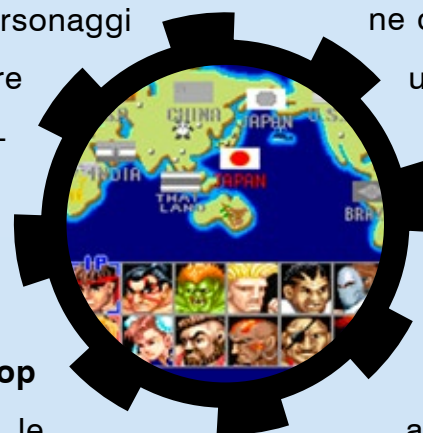 rsonaggi
ne
re
u
CHINA
JAPAN
U.S.
INDIA
JAPAN
THAI
LAND
BRA
1P
op
le
a